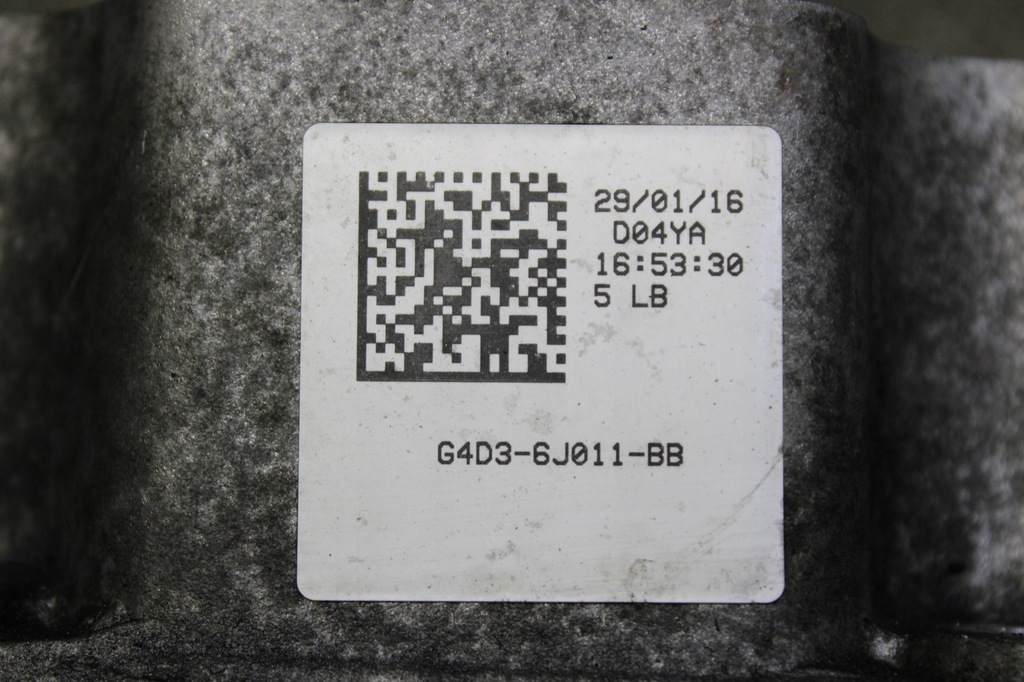 29/01/16
D04YA
16:53:30
5 LB
G4D3-6J011-BB